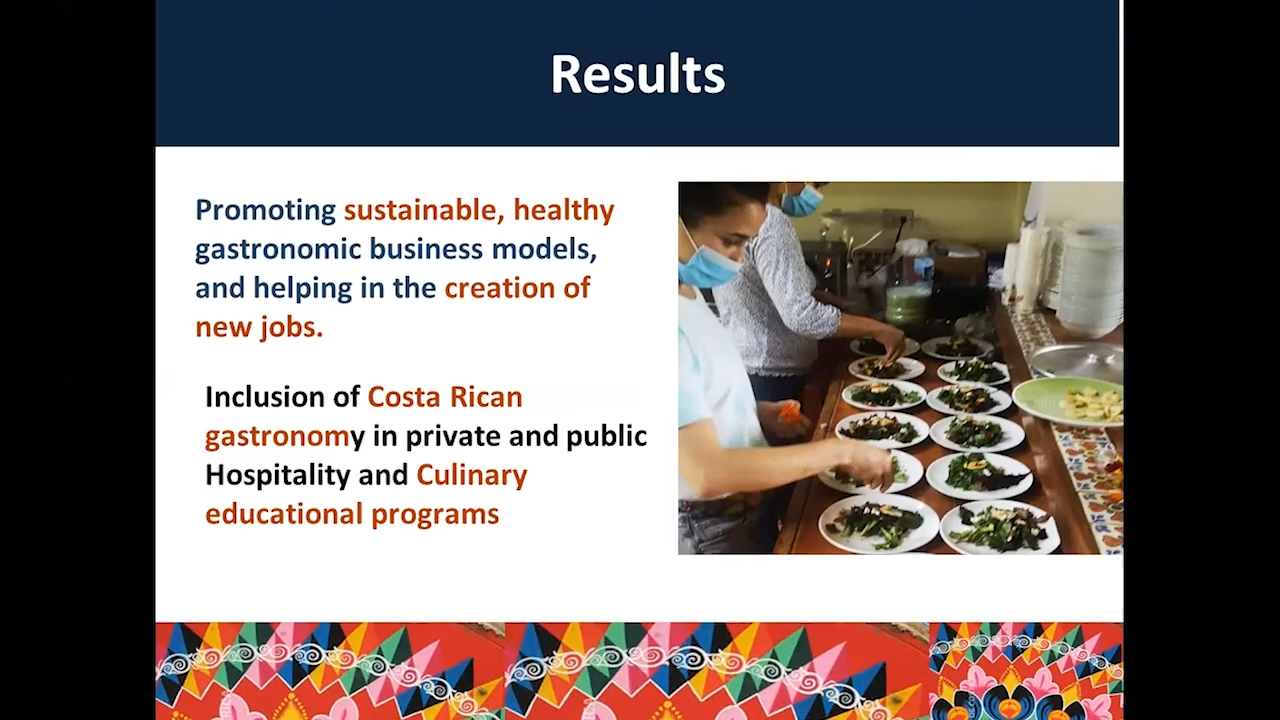 Results
Promoting sustainable, healthy
gastronomic business models,
and helping in the creation of
new jobs.
Inclusion of Costa Rican
gastronomy in private and public
Hospitality and Culinary
educational programs